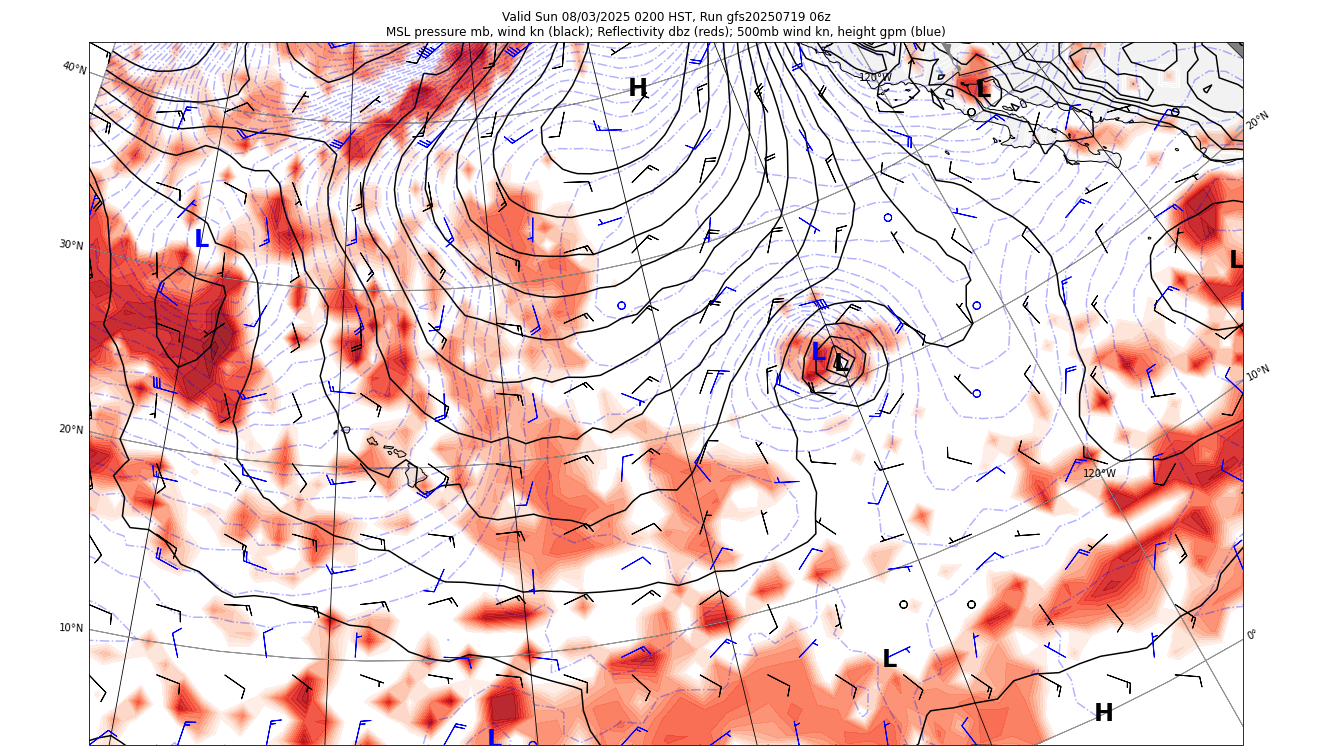 Valid Sun 08/03/2025 0200 HST, Run gfs20250719 06z
MSL pressure mb, wind kn (black); Reflectivity dbz (reds); 500mb wind kn, height gpm (blue)
40°N
120°W
H
L
20°N
30°N
L
L
L
L
10°N
20°N
120°W
10°N
0°
L
H
L